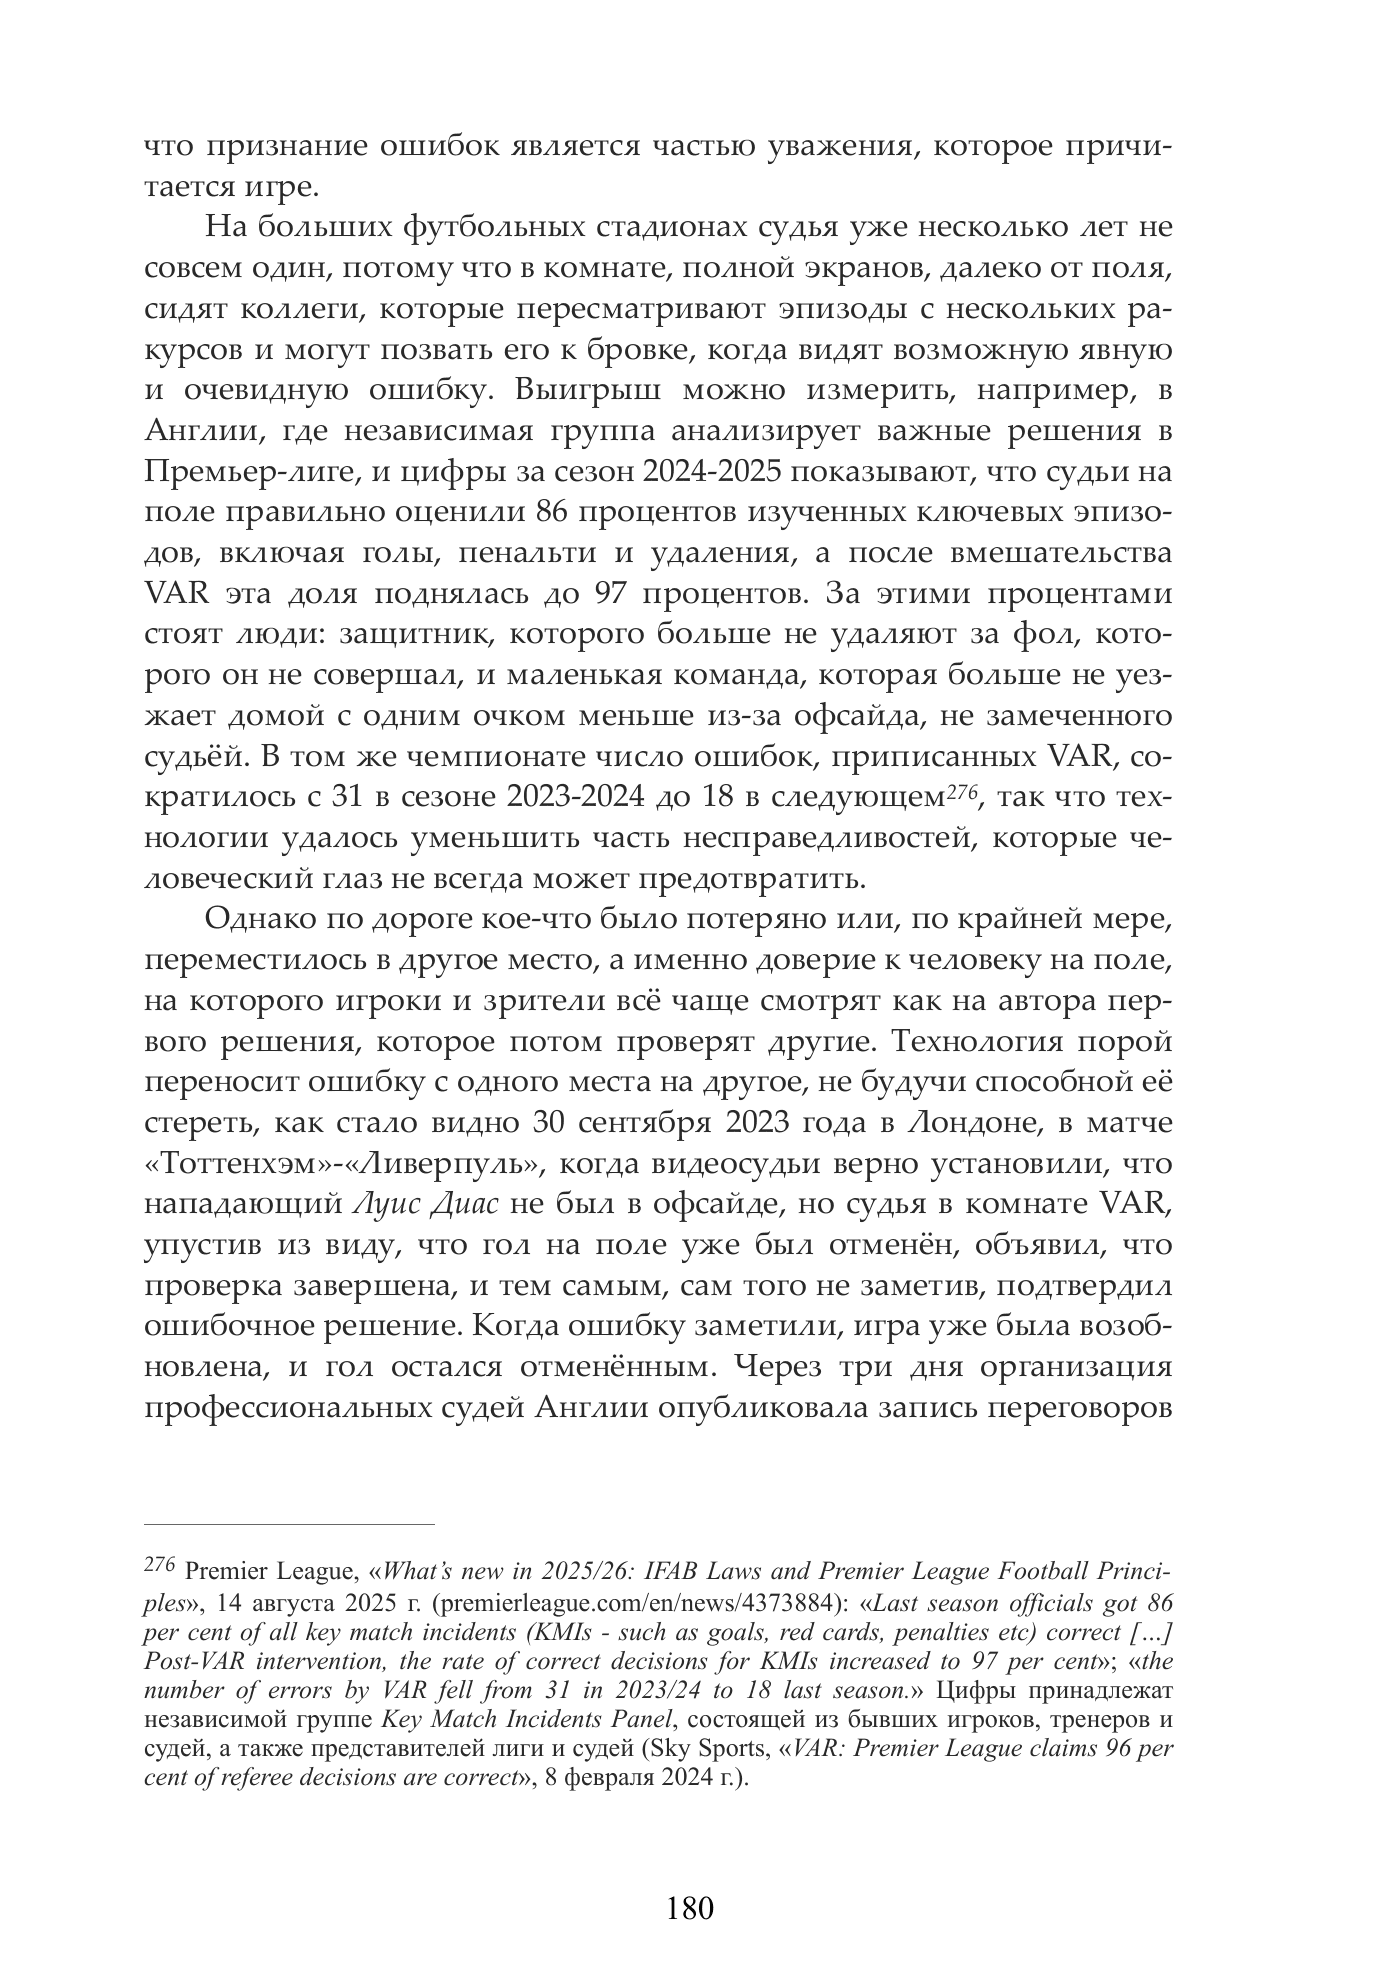 что признание ошибок является частью уважения, которое причи-
тается игре.
На больших футбольных стадионах судья уже несколько лет не
совсем один, потому что в комнате, полной экранов, далеко от поля,
сидят коллеги, которые пересматривают эпизоды с нескольких ра-
курсов и могут позвать его к бровке, когда видят возможную явную
и очевидную ошибку. Выигрыш можно измерить, например, в
Англии, где независимая группа анализирует важные решения в
Премьер-лиге, и цифры за сезон 2024-2025 показывают, что судьи на
поле правильно оценили 86 процентов изученных ключевых эпизо-
дов, включая голы, пенальти и удаления, а после вмешательства
VAR эта доля поднялась до 97 процентов. За этими процентами
стоят люди: защитник, которого больше не удаляют за фол, кото-
рого он не совершал, и маленькая команда, которая больше не уез-
жает домой с одним очком меньше из-за офсайда, не замеченного
судьёй. В том же чемпионате число ошибок, приписанных VAR, со-
кратилось с 31 в сезоне 2023-2024 до 18 в следующем276, так что тех-
нологии удалось уменьшить часть несправедливостей, которые че-
ловеческий глаз не всегда может предотвратить.
Однако по дороге кое-что было потеряно или, по крайней мере,
переместилось в другое место, а именно доверие к человеку на поле,
на которого игроки и зрители всё чаще смотрят как на автора пер-
вого решения, которое потом проверят другие. Технология порой
переносит ошибку с одного места на другое, не будучи способной её
стереть, как стало видно 30 сентября 2023 года в Лондоне, в матче
«Тоттенхэм»-«Ливерпуль», когда видеосудьи верно установили, что
нападающий Луис Диас не был в офсайде, но судья в комнате VAR,
упустив из виду, что гол на поле уже был отменён, объявил, что
проверка завершена, и тем самым, сам того не заметив, подтвердил
ошибочное решение. Когда ошибку заметили, игра уже была возоб-
новлена, и гол остался отменённым. Через три дня организация
профессиональных судей Англии опубликовала запись переговоров
276 Premier League, «What’s new in 2025/26: IFAB Laws and Premier League Football Princi-
ples», 14 августа 2025 г. (premierleague.com/en/news/4373884): «Last season officials got 86
per cent of all key match incidents (KMIs - such as goals, red cards, penalties etc) correct [...]
Post-VAR intervention, the rate of correct decisions for KMIs increased to 97 per cent»; «the
number of errors by VAR fell from 31 in 2023/24 to 18 last season.» Цифры принадлежат
независимой группе Key Match Incidents Panel, состоящей из бывших игроков, тренеров и
судей, а также представителей лиги и судей (Sky Sports, «VAR: Premier League claims 96 per
cent of referee decisions are correct», 8 февраля 2024 г.).
180